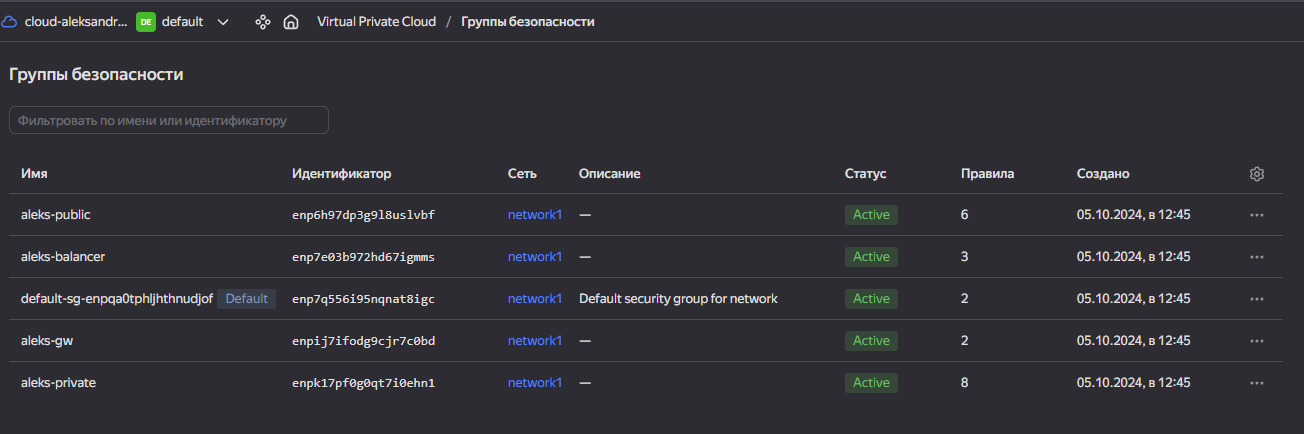 cloud-aleksandr... DE default Virtual Private Cloud / Группы безопасности
Группы безопасности
Фильтровать по имени или идентификатору
Имя Идентификатор Сеть Описание Статус Правила Создано
aleks-public enp6h97dp3g9l8uslvbf network1 — Active 6 05.10.2024, в 12:45
aleks-balancer enp7e03b972hd67igmms network1 — Active 3 05.10.2024, в 12:45
default-sg-enpqa0tphljhthnudjof Default enp7q556i95nqnat8igc network1 Default security group for network Active 2 05.10.2024, в 12:45
aleks-gw enpij7ifodg9cjr7c0bd network1 — Active 2 05.10.2024, в 12:45
aleks-private enpk17pf0g0qt7i0ehn1 network1 — Active 8 05.10.2024, в 12:45